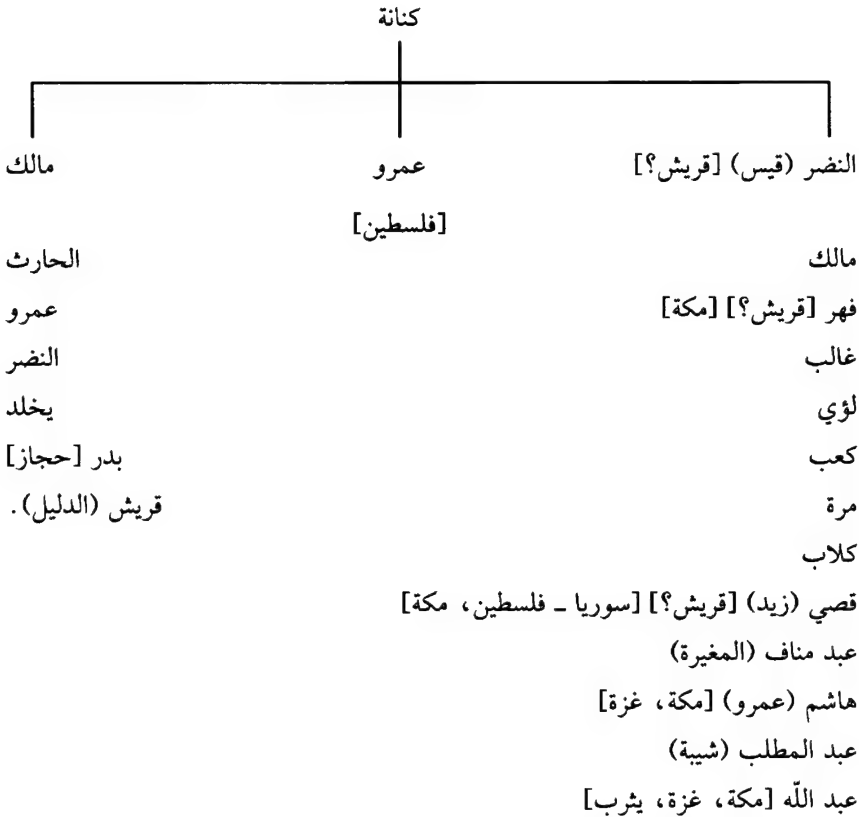 كنانة
النضر (قيس) [قريش؟] عمرو مالك
[فلسطين]
مالك الحارث
فهر [قريش؟] [مكة] عمرو
غالب النضر
لؤي يخلد
كعب بدر [حجاز]
مرة قريش (الدليل).
كلاب
قصي (زيد) [قريش؟] [سوريا ـ فلسطين، مكة]
عبد مناف (المغيرة)
هاشم (عمرو) [مكة، غزة]
عبد المطلب (شيبة)
عبد اللّه [مكة، غزة، يثرب]